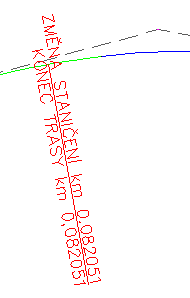 ZMĚNA STANIČENÍ km 0,082051
KONEC TRASY km 0,082051